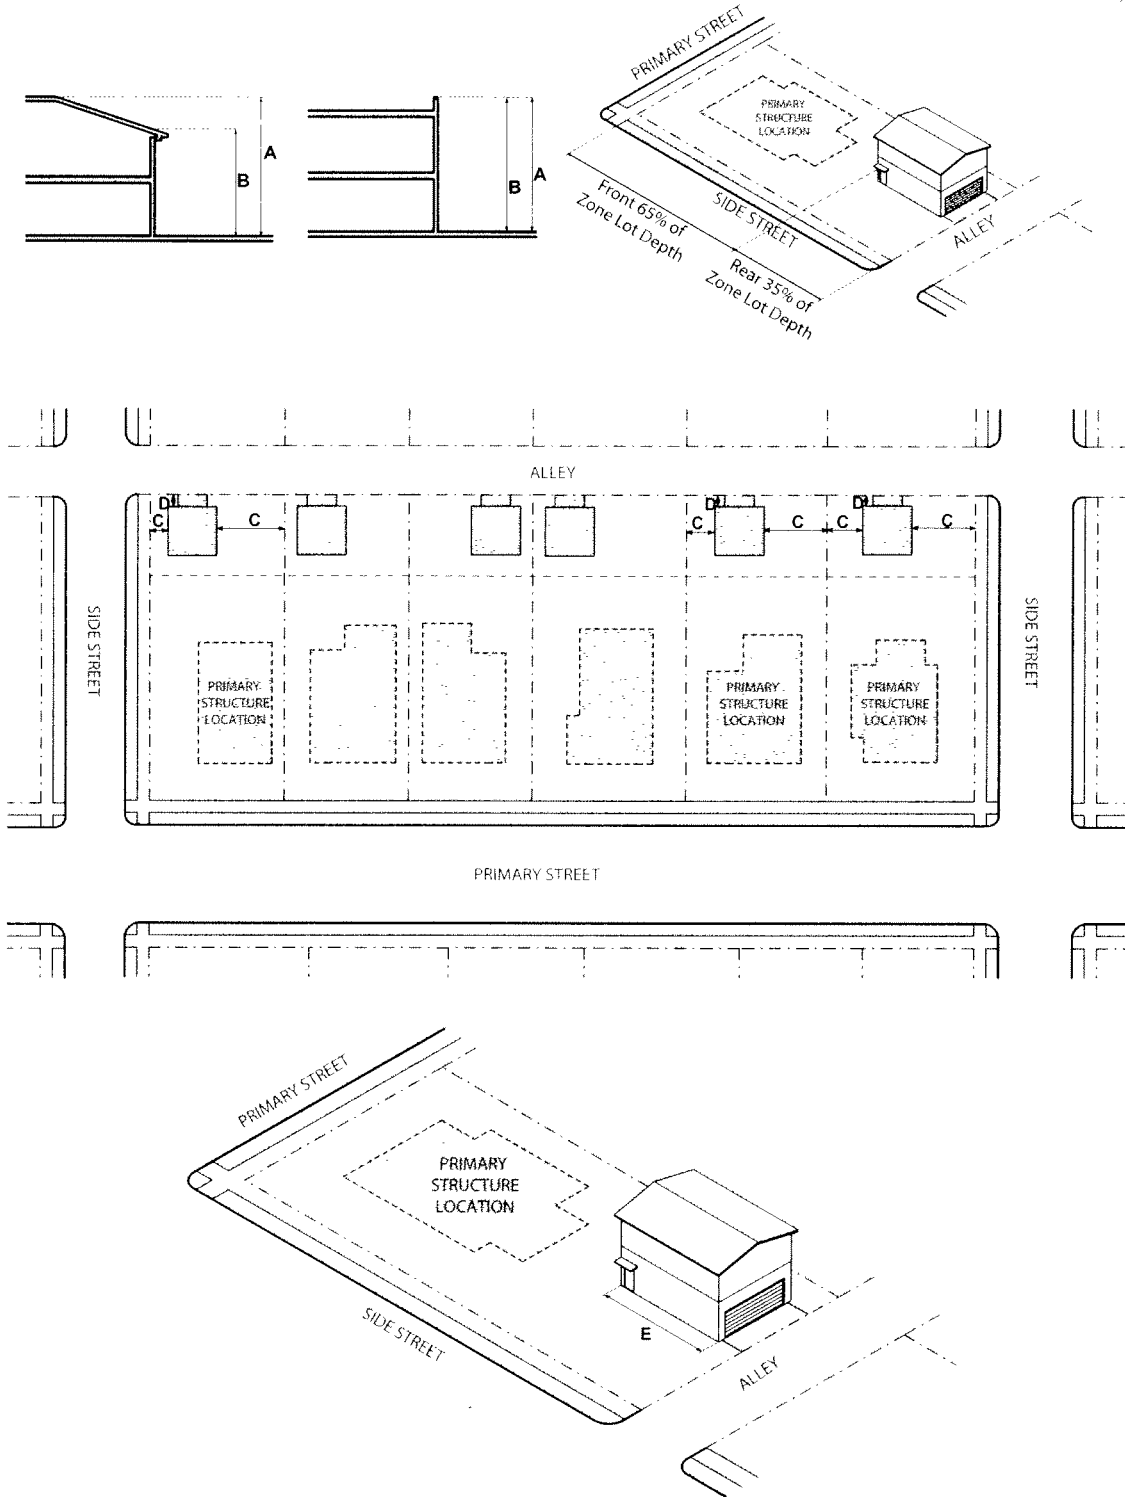 PRIMARY STREET
A
B
B
A
PRIMARY
STRUCTURE
LOCATION
Front 65% of
Zone Lot Depth
SIDE STREET
Rear 35% of
Zone Lot Depth
ALLEY
ALLEY
D
C
C
D
C
C
C
D
C
SIDE STREET
SIDE STREET
PRIMARY
STRUCTURE
LOCATION
PRIMARY
STRUCTURE
LOCATION
PRIMARY
STRUCTURE
LOCATION
PRIMARY STREET
PRIMARY STREET
PRIMARY
STRUCTURE
LOCATION
SIDE STREET
E
ALLEY